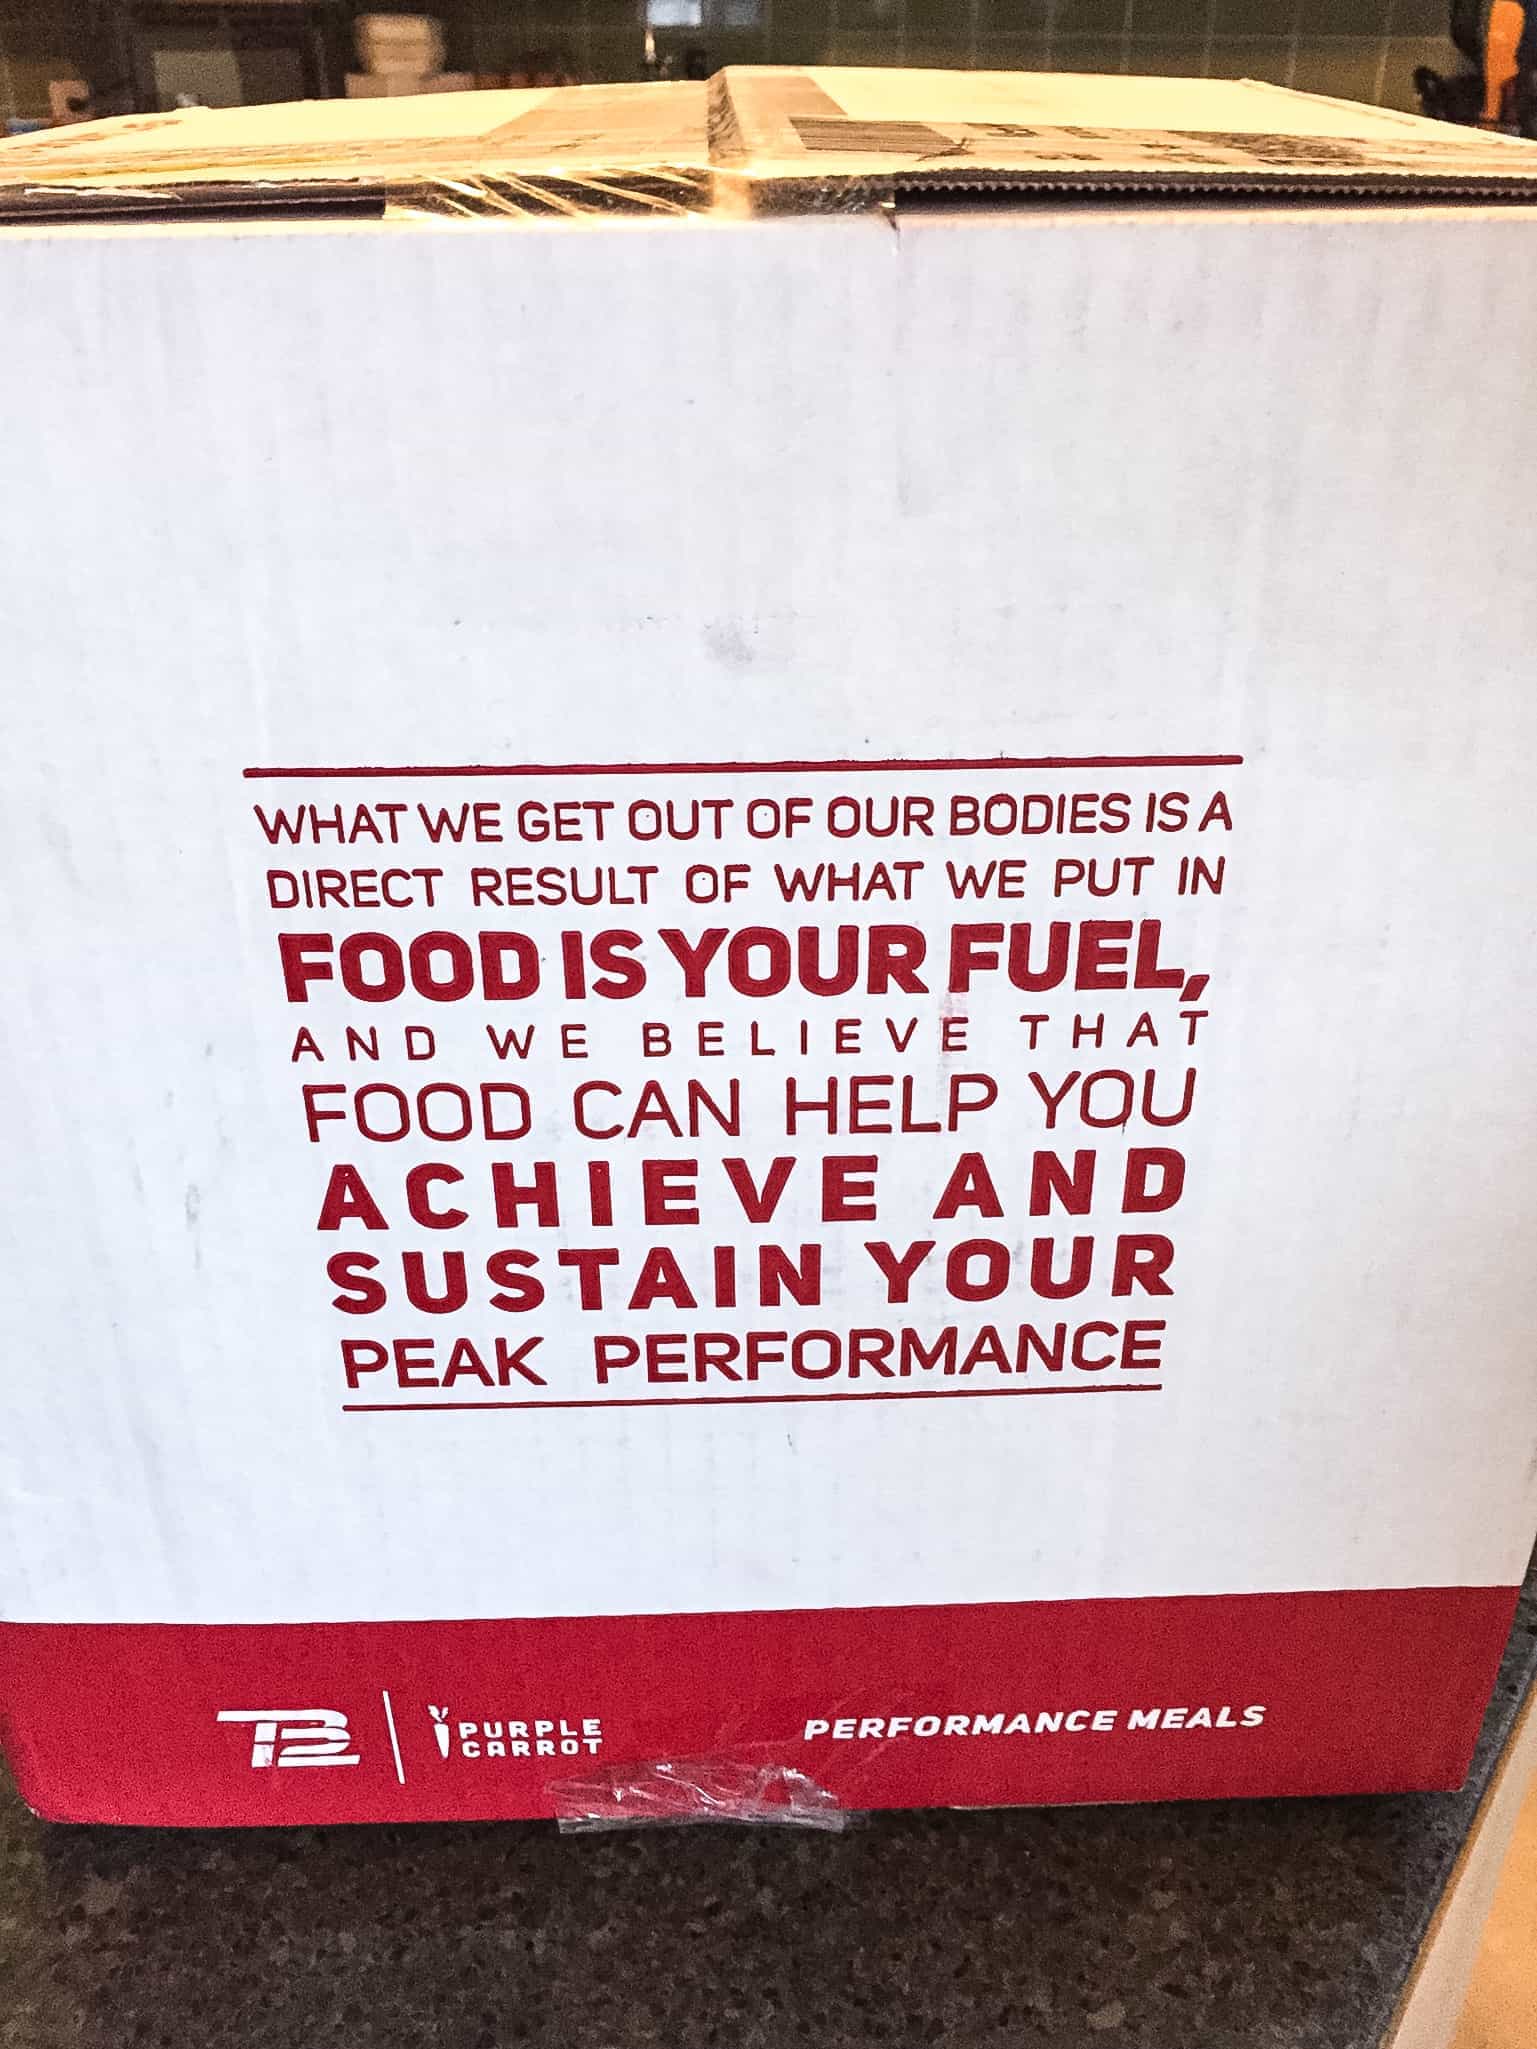 WHAT WE GET OUT OF OUR BODIES IS A
DIRECT RESULT OF WHAT WE PUT IN
FOOD IS YOUR FUEL,
AND WE BELIEVE THAT
FOOD CAN HELP YOU
ACHIEVE AND
SUSTAIN YOUR
PEAK PERFORMANCE
TB12
PURPLE
CARROT
PERFORMANCE MEALS